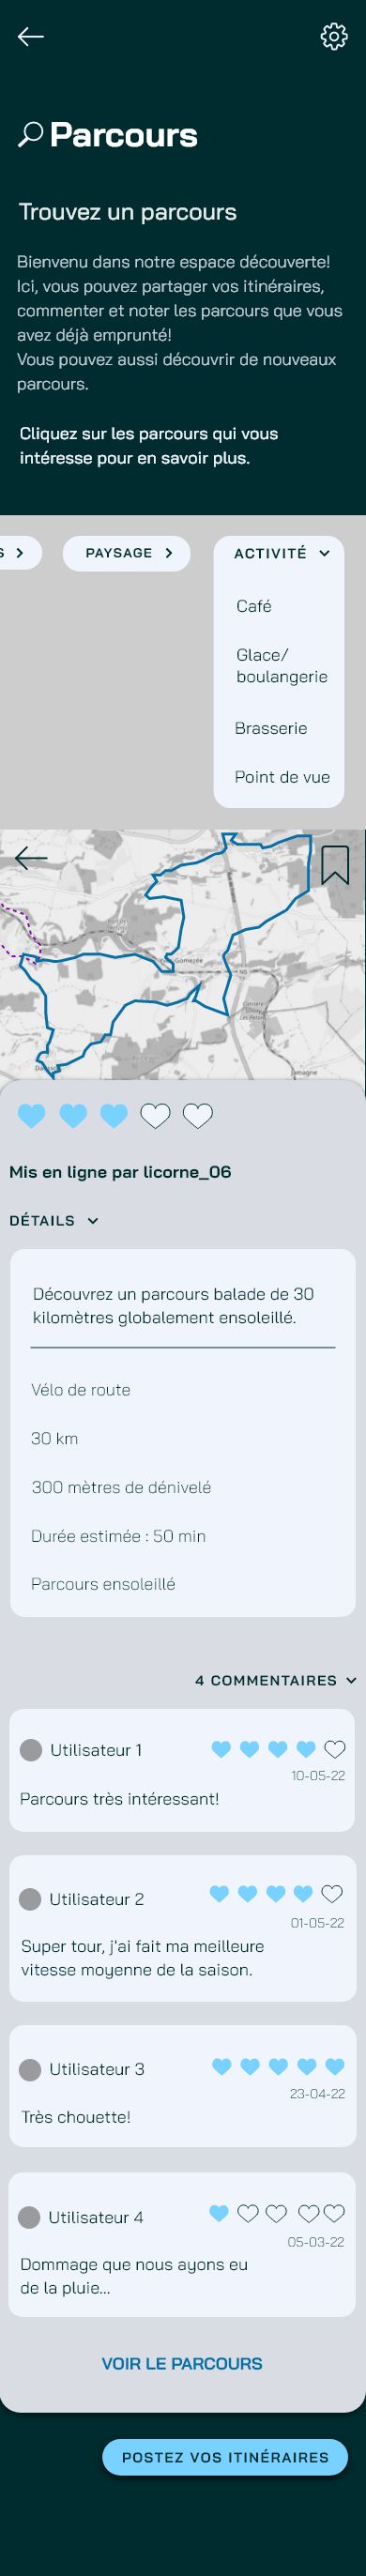 Parcours
Trouvez un parcours
Bienvenu dans notre espace découverte!
Ici, vous pouvez partager vos itinéraires,
commenter et noter les parcours que vous
avez déjà emprunté!
Vous pouvez aussi découvrir de nouveaux
parcours.
Cliquez sur les parcours qui vous
intéresse pour en savoir plus.
S
PAYSAGE
ACTIVITÉ
Café
Glace/
boulangerie
Brasserie
Point de vue
Jamagne
Mis en ligne par licorne_06
DÉTAILS
Découvrez un parcours balade de 30
kilomètres globalement ensoleillé.
Vélo de route
30 km
300 mètres de dénivelé
Durée estimée : 50 min
Parcours ensoleillé
4 COMMENTAIRES
Utilisateur 1
10-05-22
Parcours très intéressant!
Utilisateur 2
01-05-22
Super tour, j'ai fait ma meilleure
vitesse moyenne de la saison.
Utilisateur 3
23-04-22
Très chouette!
Utilisateur 4
05-03-22
Dommage que nous ayons eu
de la pluie...
VOIR LE PARCOURS
POSTEZ VOS ITINÉRAIRES